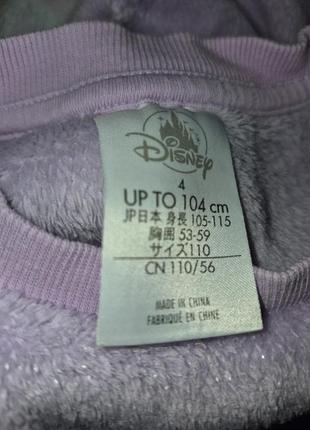 Disney
4
UP TO 104 cm
JP日本 身長 105-115
胸囲 53-59
サイズ110
CN 110/56
MADE IN CHINA
FABRIQUÉ EN CHINE